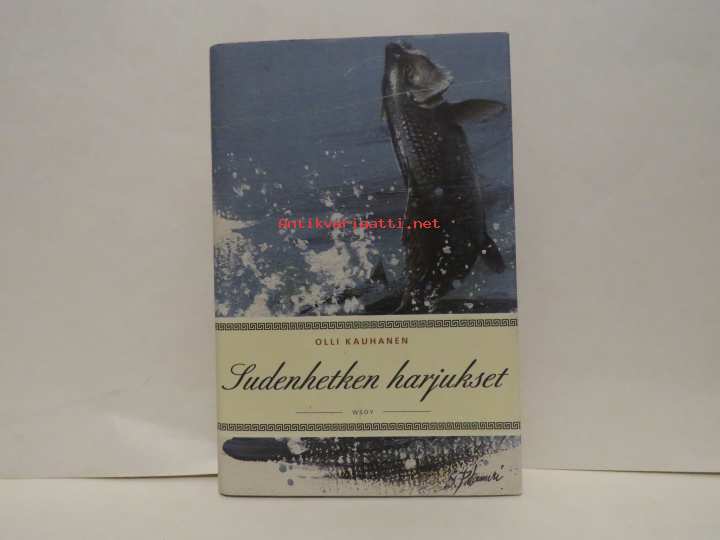 Antikvariaatti.net
OLLI KAUHANEN
Sudenhetken harjukset
WSOY